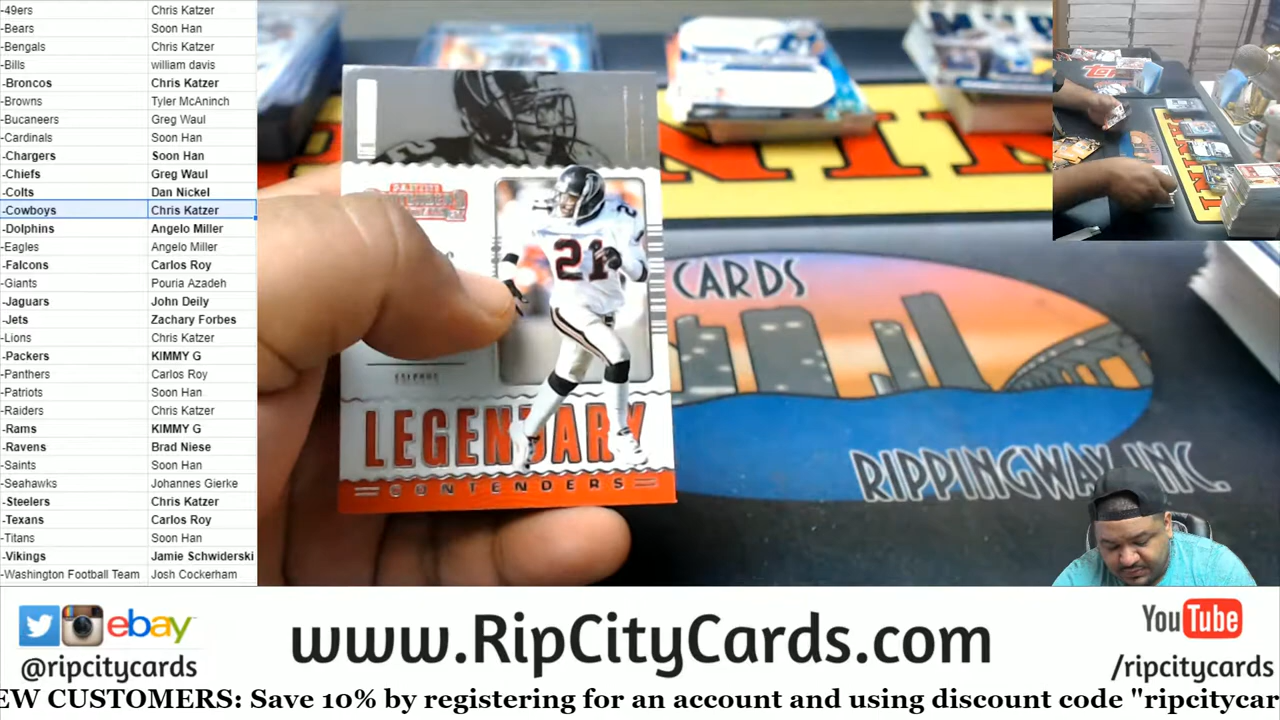 -49ers Chris Katzer
-Bears Soon Han
-Bengals Chris Katzer
-Bills william davis
-Broncos Chris Katzer
-Browns Tyler McAninch
-Bucaneers Greg Waul
-Cardinals Soon Han
-Chargers Soon Han
-Chiefs Greg Waul
-Colts Dan Nickel
-Cowboys Chris Katzer
-Dolphins Angelo Miller
-Eagles Angelo Miller
-Falcons Carlos Roy
-Giants Pouria Azadeh
-Jaguars John Deily
-Jets Zachary Forbes
-Lions Chris Katzer
-Packers KIMMY G
-Panthers Carlos Roy
-Patriots Soon Han
-Raiders Chris Katzer
-Rams KIMMY G
-Ravens Brad Niese
-Saints Soon Han
-Seahawks Johannes Gierke
-Steelers Chris Katzer
-Texans Carlos Roy
-Titans Soon Han
-Vikings Jamie Schwiderski
-Washington Football Team Josh Cockerham
21
FALCONS
LEGENDARY
CONTENDERS
CARDS
RIPPINGWAY, INC.
ebay
@ripcitycards
www.RipCityCards.com
YouTube
/ripcitycards
EW CUSTOMERS: Save 10% by registering for an account and using discount code "ripcitycar